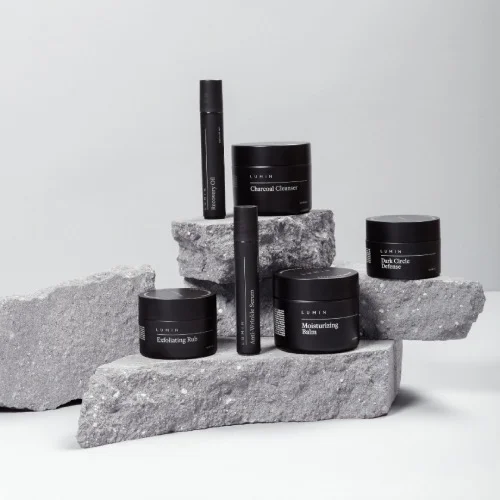 LUMIN
Recovery Oil
LUMIN
Charcoal Cleanser
LUMIN
Dark Circle
Defense
LUMIN
Exfoliating Rub
LUMIN
Anti-Wrinkle Serum
LUMIN
Moisturizing
Balm